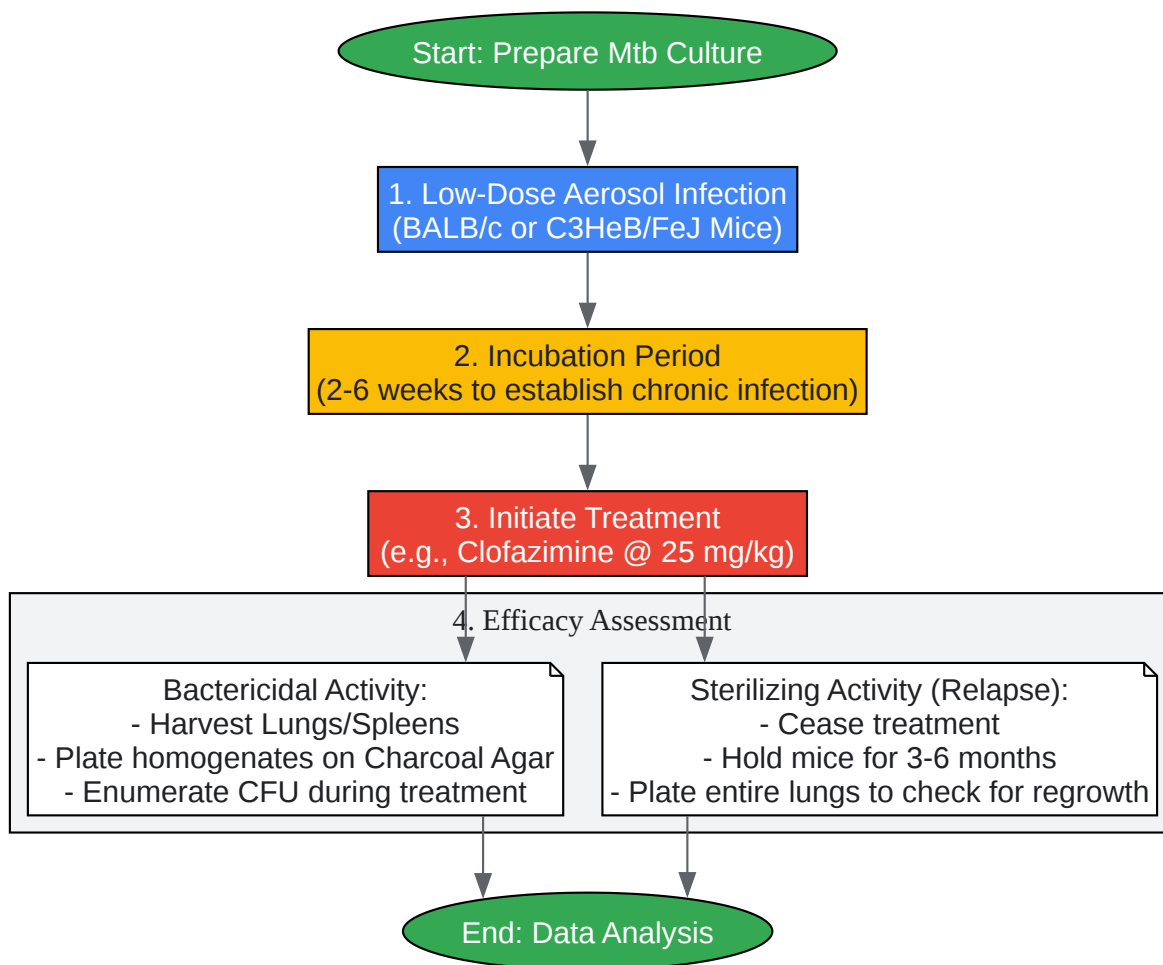 Start: Prepare Mtb Culture
1. Low-Dose Aerosol Infection
(BALB/c or C3HeB/FeJ Mice)
2. Incubation Period
(2-6 weeks to establish chronic infection)
3. Initiate Treatment
(e.g., Clofazimine @ 25 mg/kg)
4. Efficacy Assessment
Bactericidal Activity:
- Harvest Lungs/Spleens
- Plate homogenates on Charcoal Agar
- Enumerate CFU during treatment
Sterilizing Activity (Relapse):
- Cease treatment
- Hold mice for 3-6 months
- Plate entire lungs to check for regrowth
End: Data Analysis